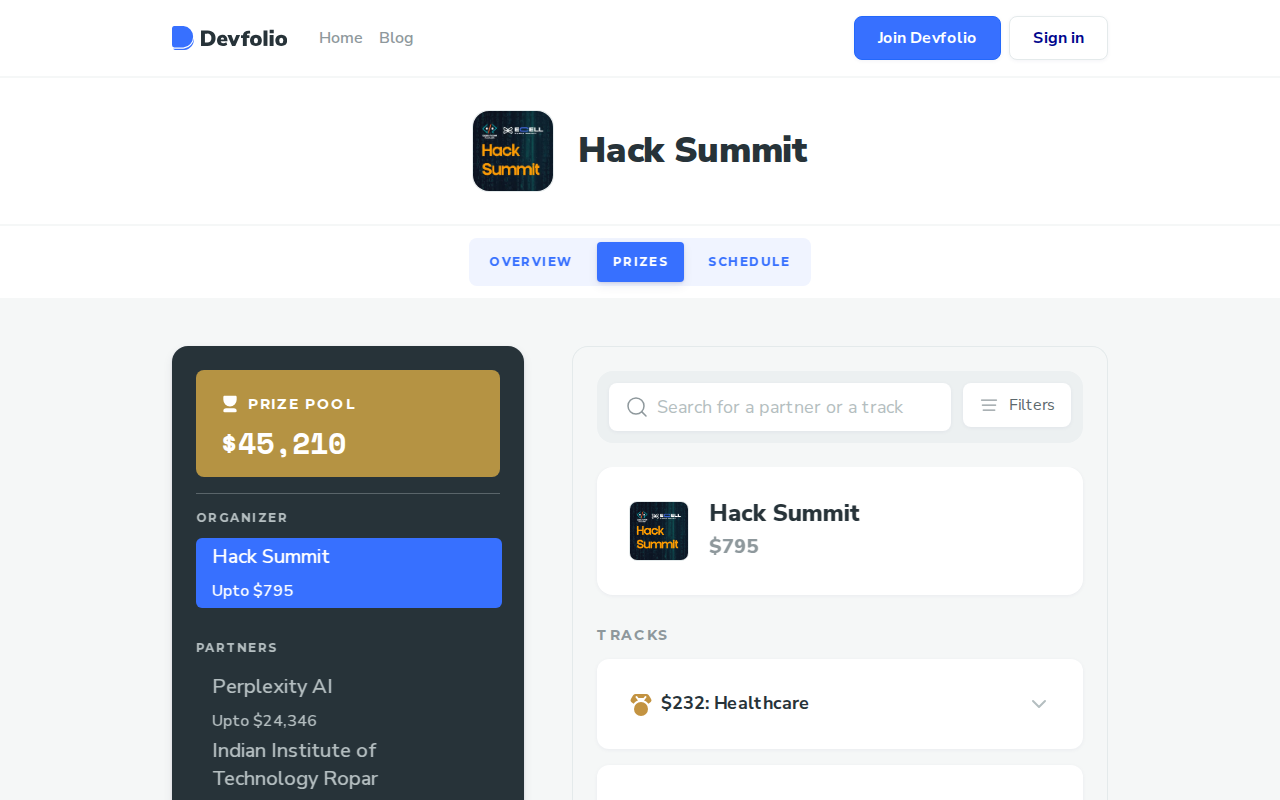 Devfolio
Home
Blog
Join Devfolio
Sign in
Hack
Summit
Hack Summit
OVERVIEW
PRIZES
SCHEDULE
PRIZE POOL
$45,210
ORGANIZER
Hack Summit
Upto $795
PARTNERS
Perplexity AI
Upto $24,346
Indian Institute of
Technology Ropar
Search for a partner or a track
Filters
Hack
Summit
Hack Summit
$795
TRACKS
$232: Healthcare